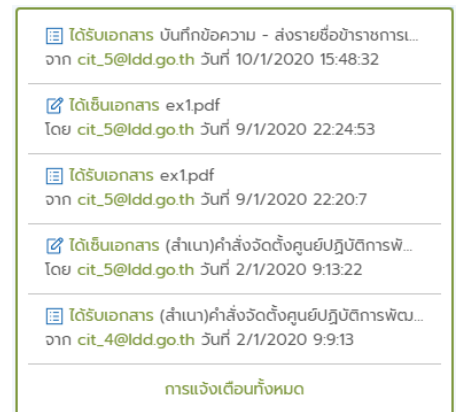 ได้รับเอกสาร บันทึกข้อความ - ส่งรายชื่อข้าราชการเ...
จาก cit_5@ldd.go.th วันที่ 10/1/2020 15:48:32
ได้เซ็นเอกสาร ex1.pdf
โดย cit_5@ldd.go.th วันที่ 9/1/2020 22:24:53
ได้รับเอกสาร ex1.pdf
จาก cit_5@ldd.go.th วันที่ 9/1/2020 22:20:7
ได้เซ็นเอกสาร (สำเนา)คำสั่งจัดตั้งศูนย์ปฏิบัติการพั...
โดย cit_5@ldd.go.th วันที่ 2/1/2020 9:13:22
ได้รับเอกสาร (สำเนา)คำสั่งจัดตั้งศูนย์ปฏิบัติการพัฒ...
จาก cit_4@ldd.go.th วันที่ 2/1/2020 9:9:13
การแจ้งเตือนทั้งหมด